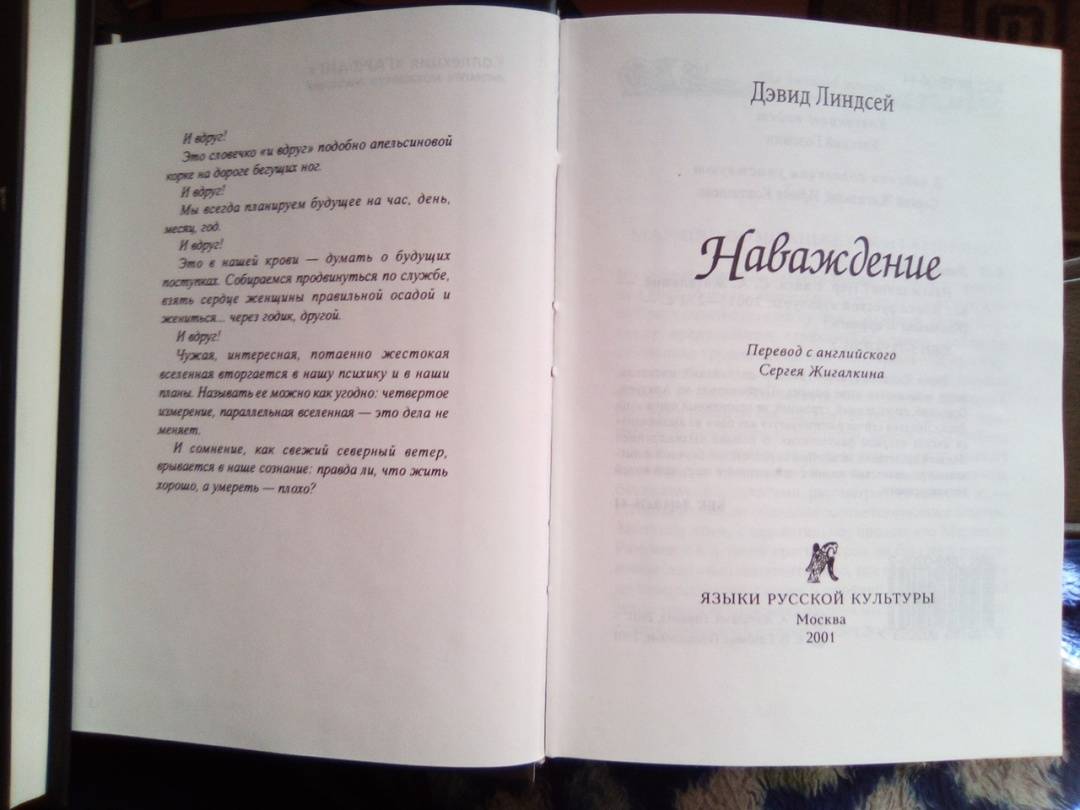 И вдруг!
Это словечко «и вдруг» подобно апельсиновой
корке на дороге бегущих ног.
И вдруг!
Мы всегда планируем будущее на час, день,
месяц, год.
И вдруг!
Это в нашей крови — думать о будущих
поступках. Собираемся продвинуться по службе,
взять сердце женщины правильной осадой и
жениться... через годик, другой.
И вдруг!
Чужая, интересная, потаенно жестокая
вселенная вторгается в нашу психику и в наши
планы. Называть ее можно как угодно: четвертое
измерение, параллельная вселенная — это дела не
меняет.
И сомнение, как свежий северный ветер,
врывается в наше сознание: правда ли, что жить
хорошо, а умереть — плохо?
Дэвид Линдсей
Наваждение
Перевод с английского
Сергея Жигалкина
ЯЗЫКИ РУССКОЙ КУЛЬТУРЫ
Москва
2001